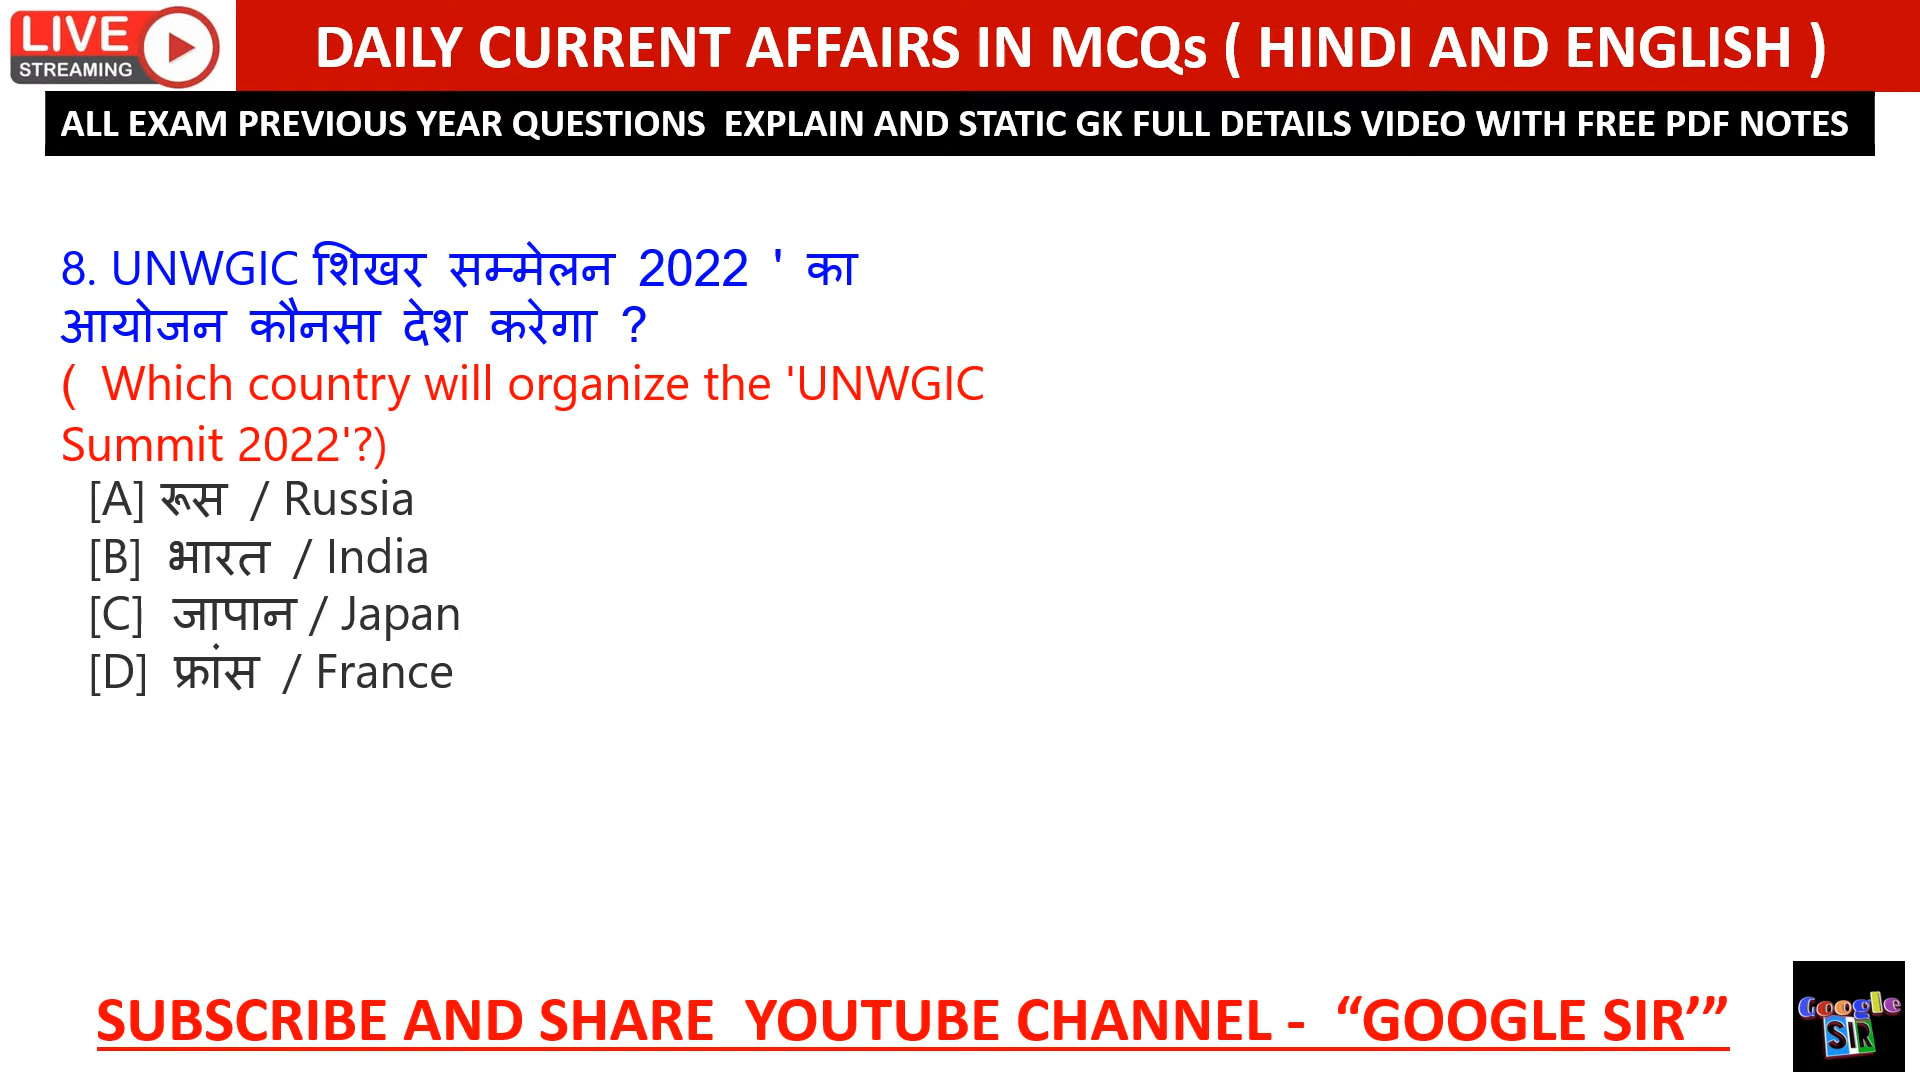 LIVE
STREAMING
DAILY CURRENT AFFAIRS IN MCQs ( HINDI AND ENGLISH )
ALL EXAM PREVIOUS YEAR QUESTIONS EXPLAIN AND STATIC GK FULL DETAILS VIDEO WITH FREE PDF NOTES
8. UNWGIC शिखर सम्मेलन 2022 ' का
आयोजन कौनसा देश करेगा ?
( Which country will organize the 'UNWGIC
Summit 2022'?)
[A] रूस / Russia
[B] भारत / India
[C] जापान / Japan
[D] फ्रांस / France
SUBSCRIBE AND SHARE YOUTUBE CHANNEL - “GOOGLE SIR’”
Google
SIR